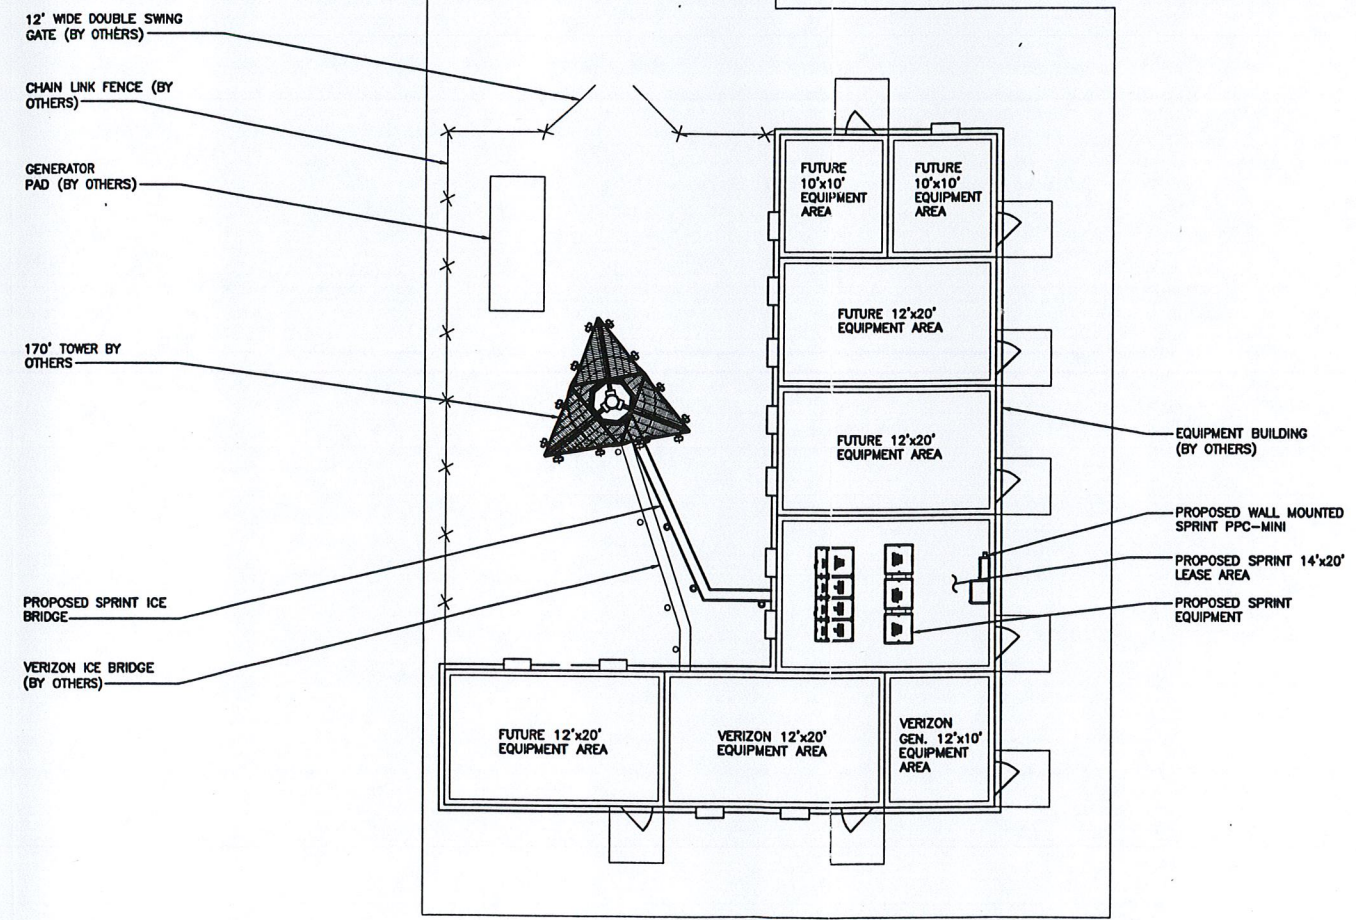 12' WIDE DOUBLE SWING
GATE (BY OTHERS)
CHAIN LINK FENCE (BY
OTHERS)
GENERATOR
PAD (BY OTHERS)
170' TOWER BY
OTHERS
PROPOSED SPRINT ICE
BRIDGE
VERIZON ICE BRIDGE
(BY OTHERS)
FUTURE
10'x10'
EQUIPMENT
AREA
FUTURE
10'x10'
EQUIPMENT
AREA
FUTURE 12'x20'
EQUIPMENT AREA
FUTURE 12'x20'
EQUIPMENT AREA
FUTURE 12'x20'
EQUIPMENT AREA
VERIZON 12'x20'
EQUIPMENT AREA
VERIZON
GEN. 12'x10'
EQUIPMENT
AREA
EQUIPMENT BUILDING
(BY OTHERS)
PROPOSED WALL MOUNTED
SPRINT PPC-MINI
PROPOSED SPRINT 14'x20'
LEASE AREA
PROPOSED SPRINT
EQUIPMENT